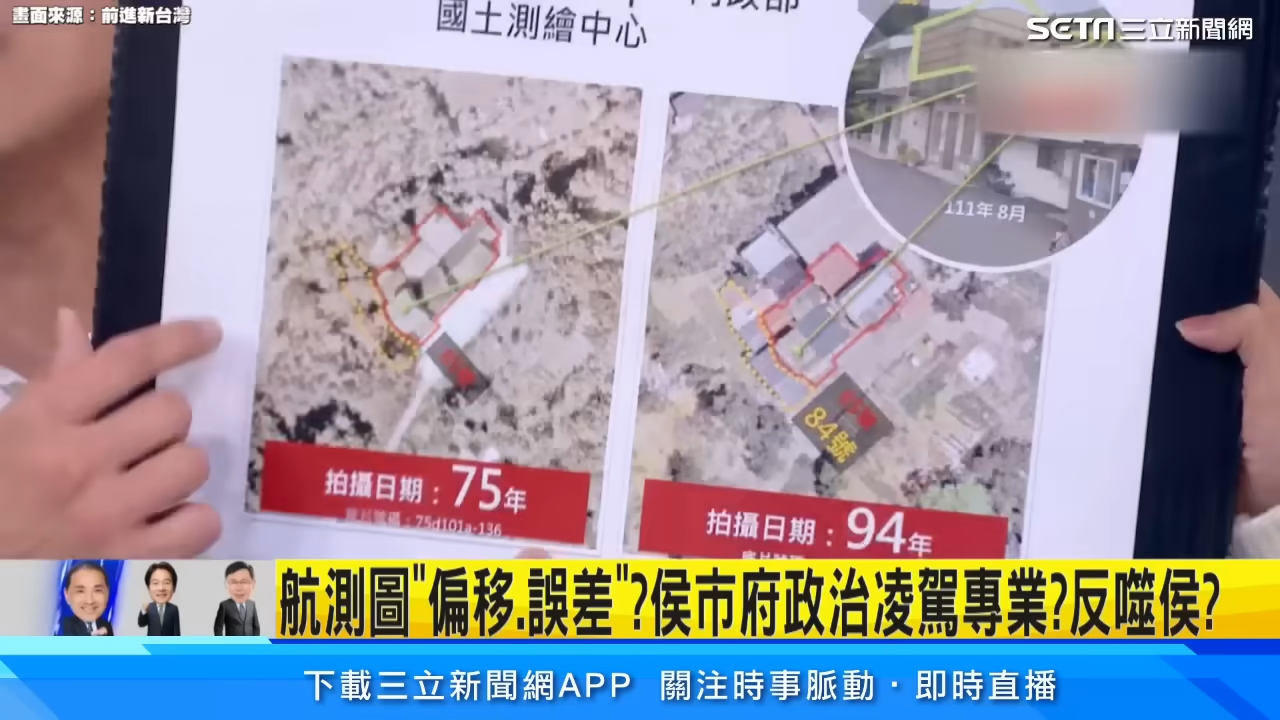 畫面來源：前進新台灣
SETN三立新聞網
國土測繪中心
111年8月
84號
拍攝日期：75年
底片號碼：75d101a-136
拍攝日期：94年
航測圖"偏移.誤差"?侯市府政治凌駕專業?反噬侯?
下載三立新聞網APP 關注時事脈動・即時直播